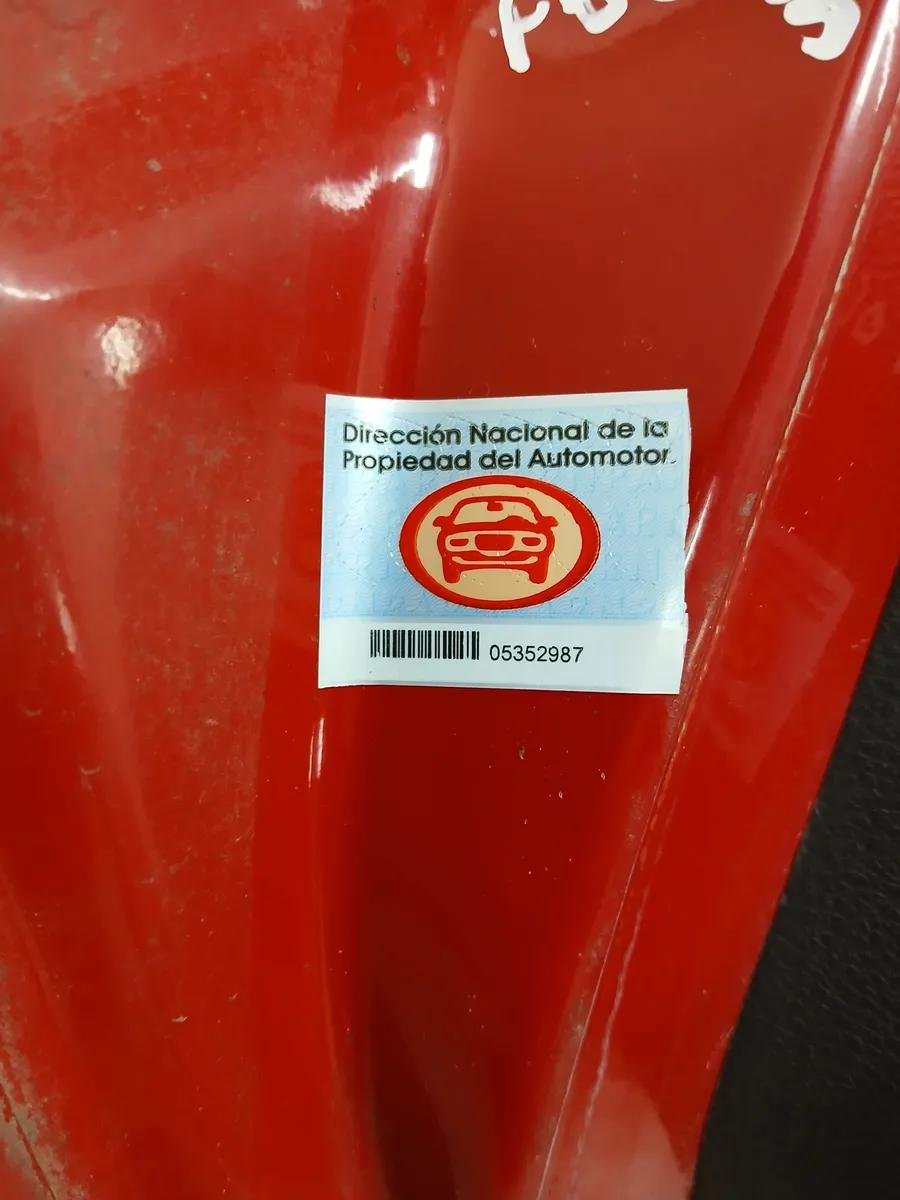 Dirección Nacional de la
Propiedad del Automotor
05352987